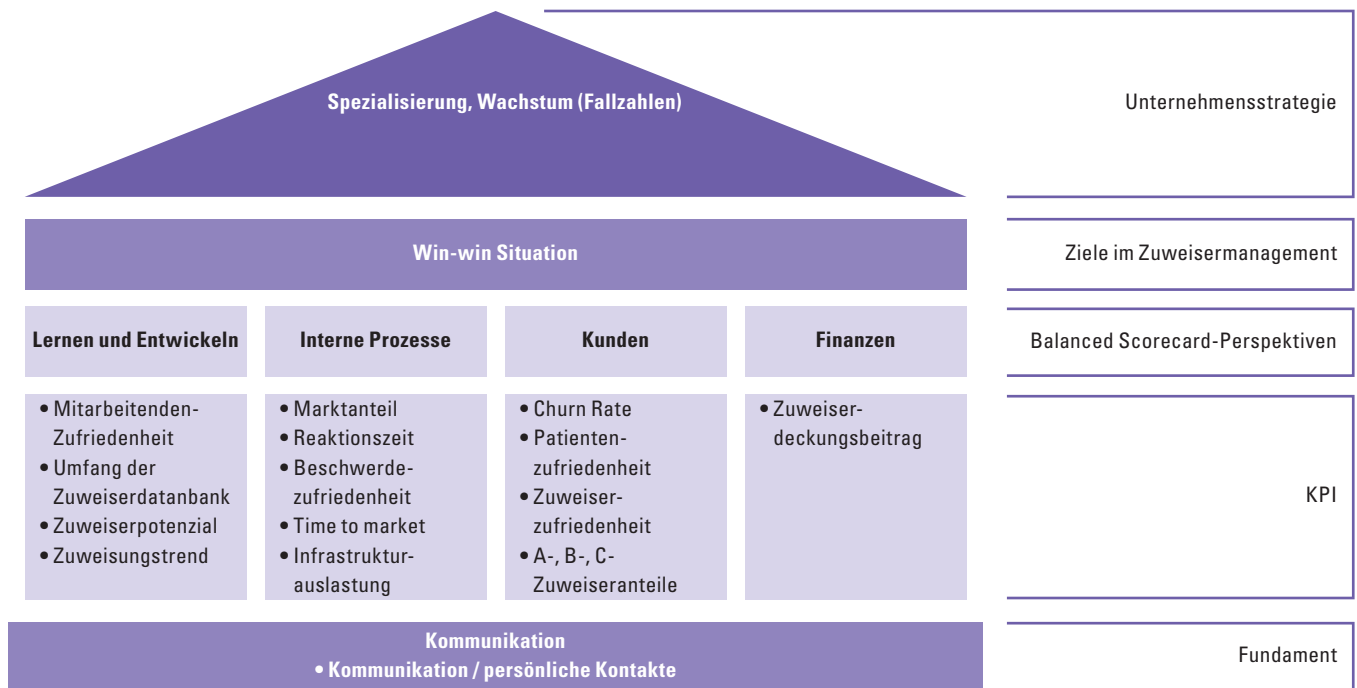 Spezialisierung, Wachstum (Fallzahlen)
Unternehmensstrategie
Win-win Situation
Ziele im Zuweisermanagement
Lernen und Entwickeln
Interne Prozesse
Kunden
Finanzen
Balanced Scorecard-Perspektiven
• Mitarbeitenden-
Zufriedenheit
• Umfang der
Zuweiserdatanbank
• Zuweiserpotenzial
• Zuweisungstrend
• Marktanteil
• Reaktionszeit
• Beschwerde-
zufriedenheit
• Time to market
• Infrastruktur-
auslastung
• Churn Rate
• Patienten-
zufriedenheit
• Zuweiser-
zufriedenheit
• A-, B-, C-
Zuweiseranteile
• Zuweiser-
deckungsbeitrag
KPI
Kommunikation
• Kommunikation / persönliche Kontakte
Fundament